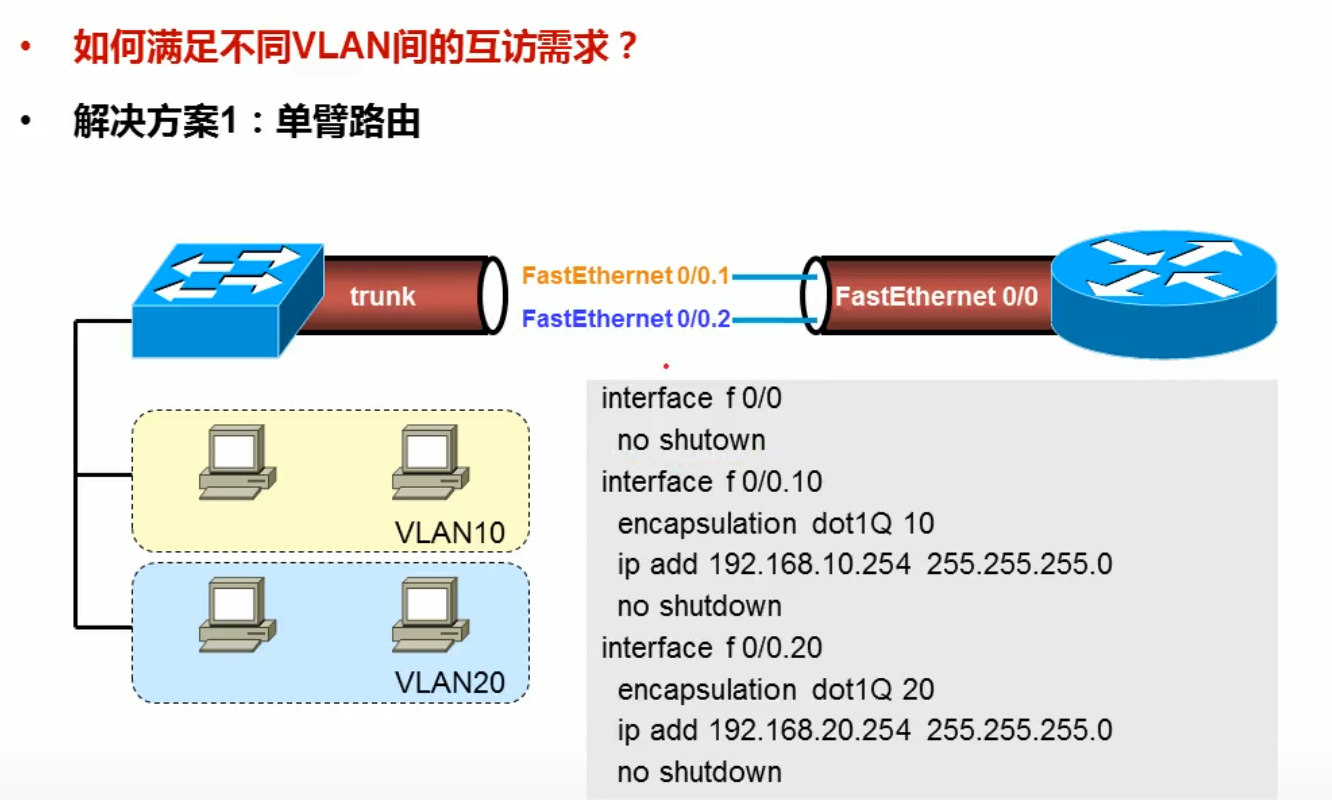 如何满足不同VLAN间的互访需求？
解决方案1：单臂路由
trunk
FastEthernet 0/0.1
FastEthernet 0/0.2
FastEthernet 0/0
VLAN10
VLAN20
interface f 0/0
no shutown
interface f 0/0.10
encapsulation dot1Q 10
ip add 192.168.10.254 255.255.255.0
no shutdown
interface f 0/0.20
encapsulation dot1Q 20
ip add 192.168.20.254 255.255.255.0
no shutdown